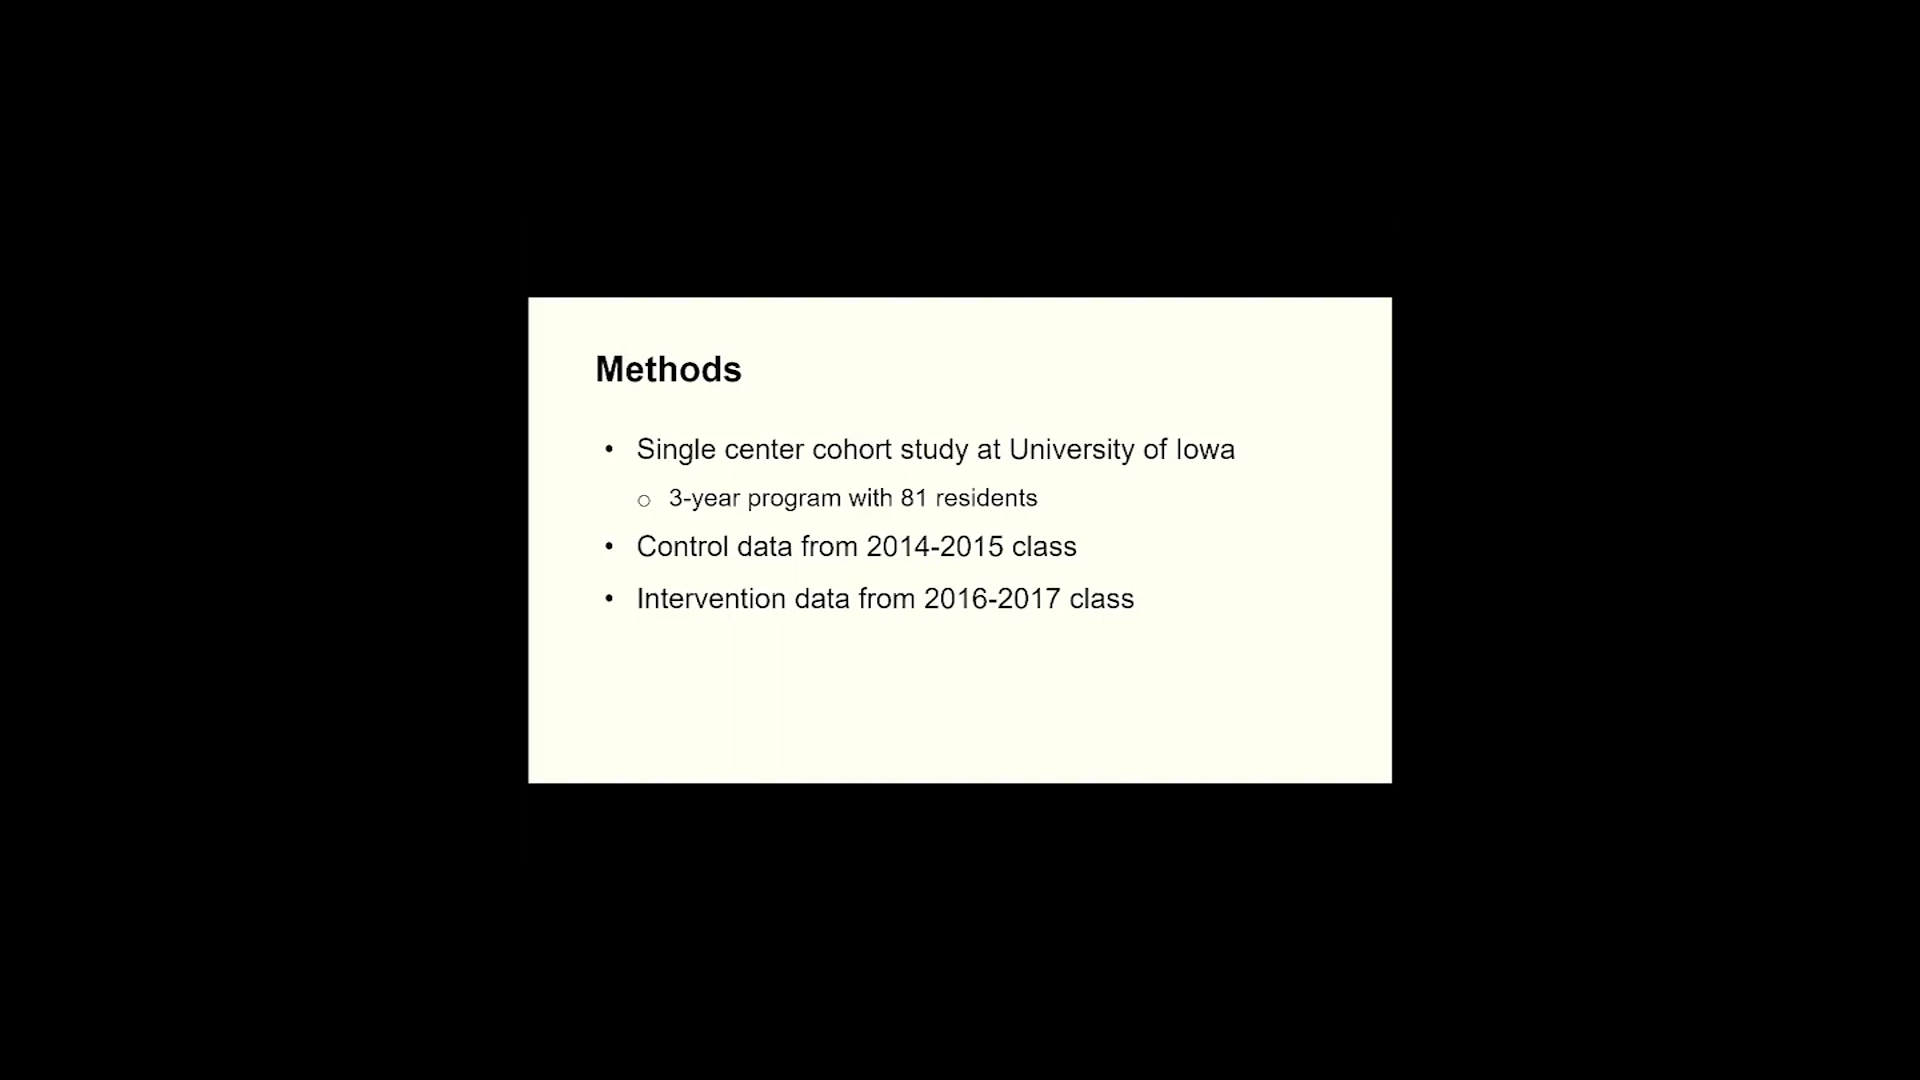 Methods
• Single center cohort study at University of Iowa
○ 3-year program with 81 residents
• Control data from 2014-2015 class
• Intervention data from 2016-2017 class